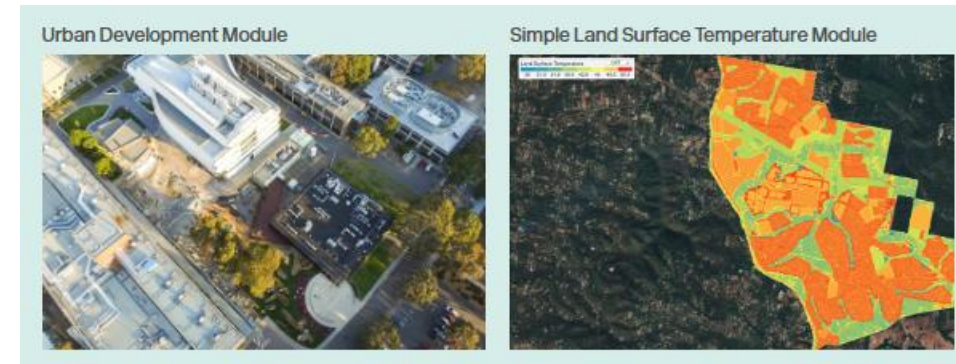 Urban Development Module
Simple Land Surface Temperature Module
Land Surface Temperature